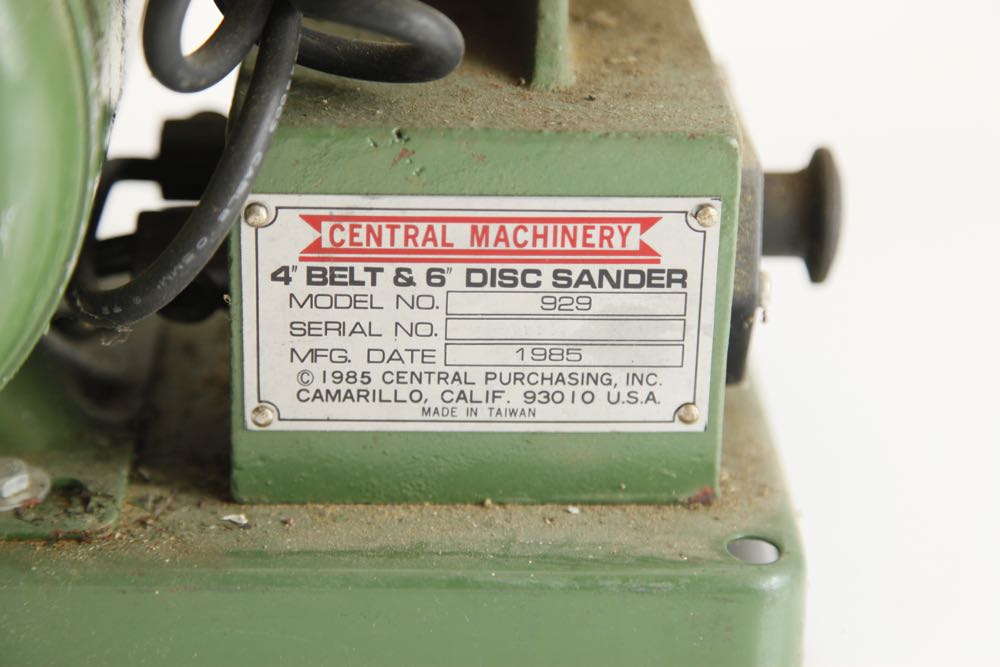 CENTRAL MACHINERY
4" BELT & 6" DISC SANDER
MODEL NO. 929
SERIAL NO.
MFG. DATE 1985
© 1985 CENTRAL PURCHASING, INC.
CAMARILLO, CALIF. 93010 U.S.A.
MADE IN TAIWAN